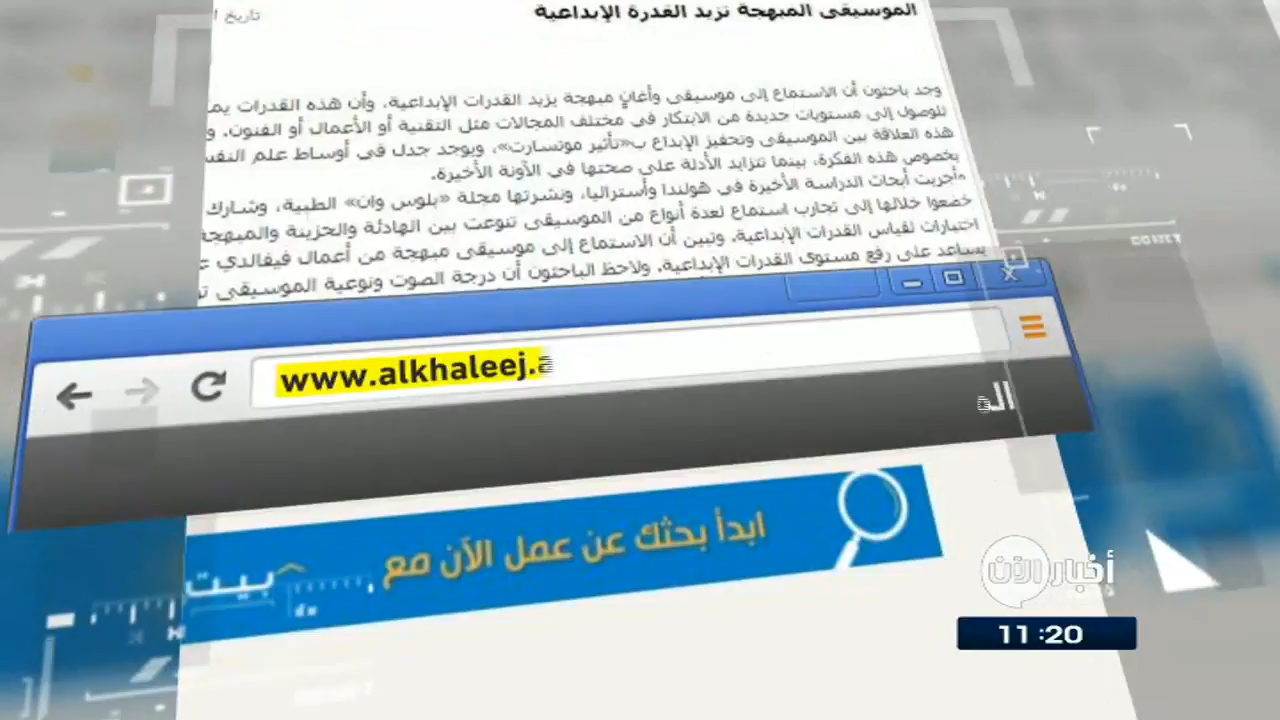 الموسيقى المبهجة تزيد القدرة الإبداعية
تاريخ
وجد باحثون أن الاستماع إلى موسيقى وأغانٍ مبهجة يزيد القدرات الإبداعية، وأن هذه القدرات
للوصول إلى مستويات جديدة من الابتكار في مختلف المجالات مثل التقنية أو الأعمال أو الفنون. و
هذه العلاقة بين الموسيقى وتحفيز الإبداع ب«تأثير موتسارت»، ويوجد جدل في أوساط علم
بخصوص هذه الفكرة، بينما تتزايد الأدلة على صحتها في الآونة الأخيرة.
وأجريت أبحاث الدراسة الأخيرة في هولندا وأستراليا، ونشرتها مجلة «بلوس وان» الطبية، وشارك
خضعوا خلالها إلى تجارب استماع لعدة أنواع من الموسيقى تنوعت بين الهادئة والحزينة والمبهجة
اختبارات لقياس القدرات الإبداعية. وتبين أن الاستماع إلى موسيقى مبهجة من أعمال فيفالدي
يساعد على رفع مستوى القدرات الإبداعية. ولاحظ الباحثون أن درجة الصوت ونوعية الموسيقى
www.alkhaleej.a
ابدأ بحثك عن عمل الآن مع
بيت
أخبار الآن
11:20